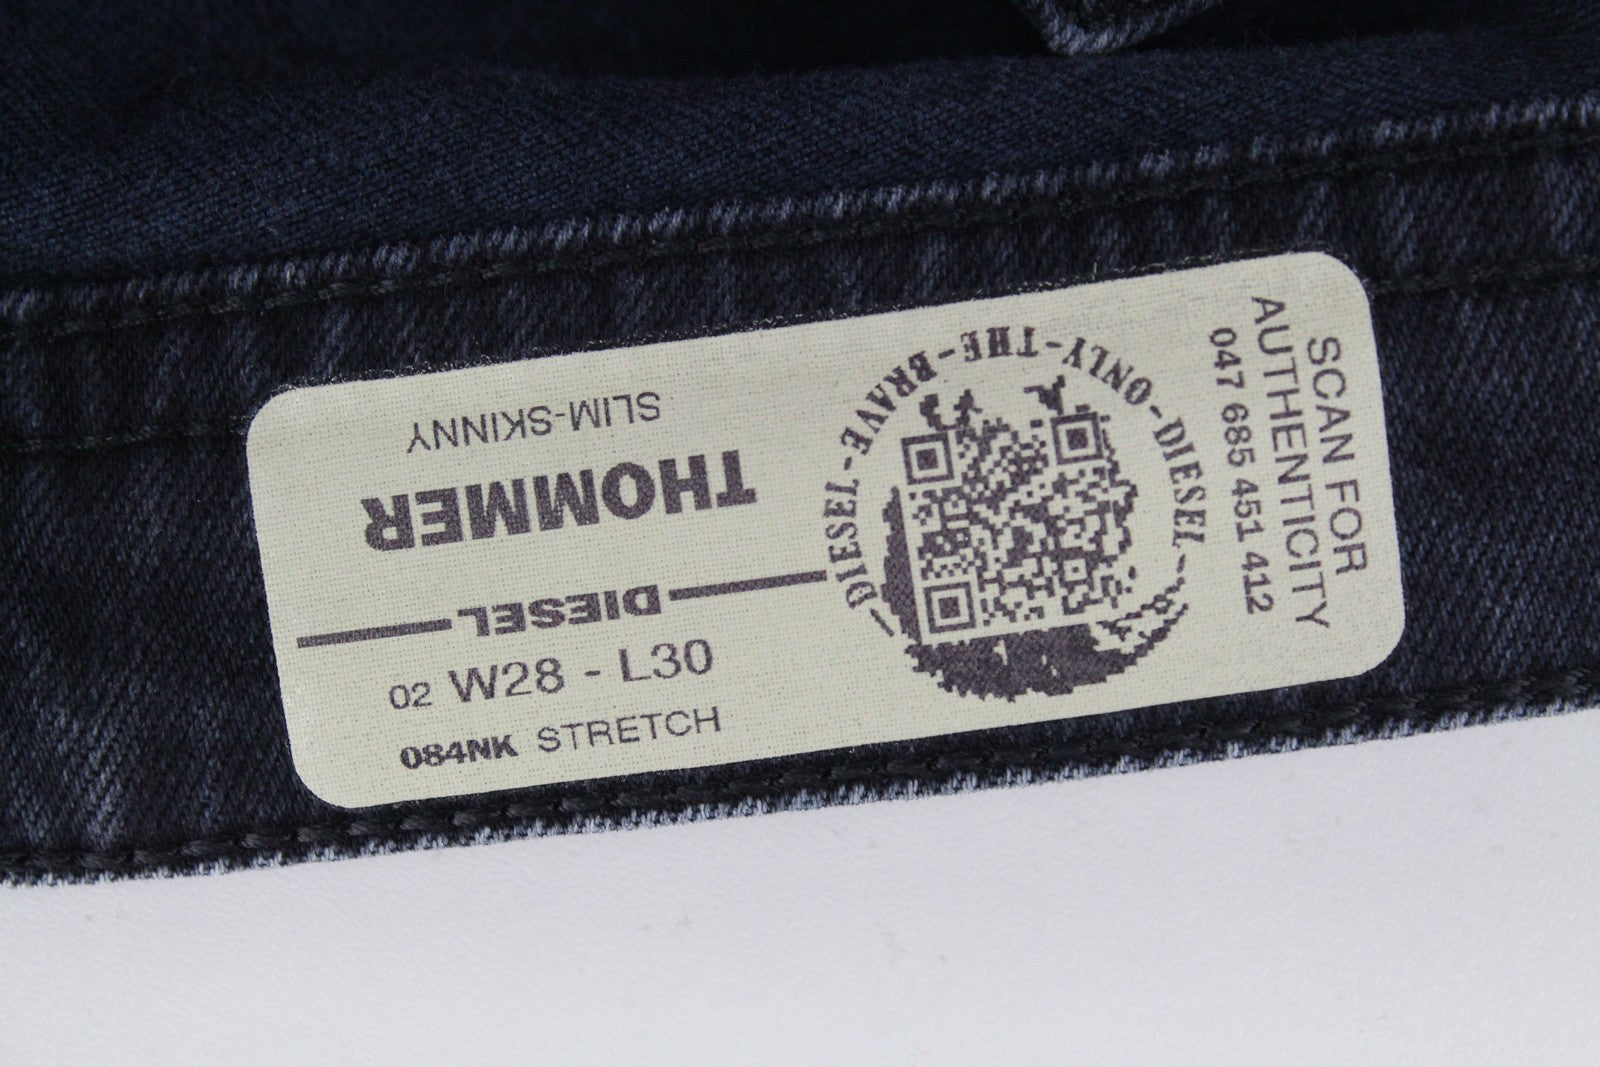 SLIM-SKINNY
THOMMER
DIESEL
02 W28 - L30
084NK STRETCH
DIESEL-BRAVE-THE-ONLY-DIESEL
SCAN FOR
AUTHENTICITY
047 685 451 412